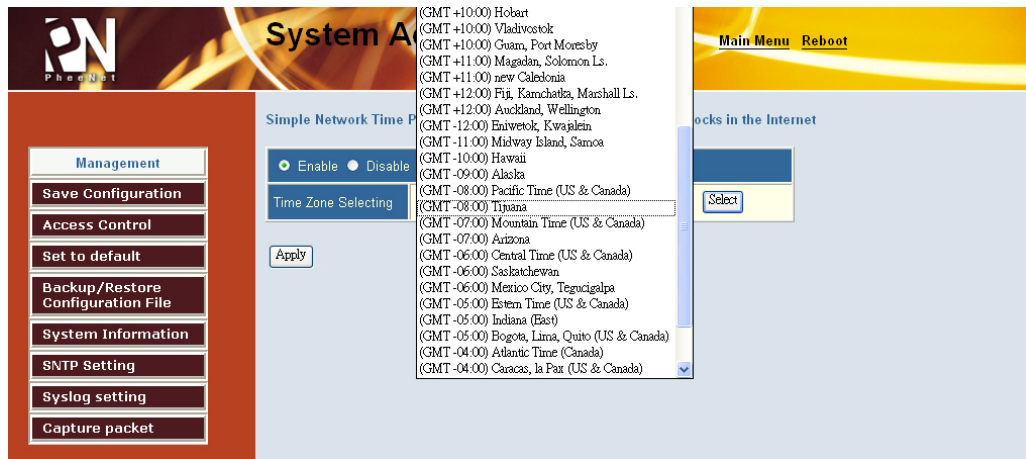 PN
PheeNet
System A
Main Menu Reboot
Simple Network Time P
ocks in the Internet
Management
Save Configuration
Access Control
Set to default
Backup/Restore
Configuration File
System Information
SNTP Setting
Syslog setting
Capture packet
Enable Disable
Time Zone Selecting
Select
Apply
(GMT +10:00) Hobart
(GMT +10:00) Vladivostok
(GMT +10:00) Guam, Port Moresby
(GMT +11:00) Magadan, Solomon Ls.
(GMT +11:00) new Caledonia
(GMT +12:00) Fiji, Kamchatka, Marshall Ls.
(GMT +12:00) Auckland, Wellington
(GMT -12:00) Eniwetok, Kwajalein
(GMT -11:00) Midway Island, Samoa
(GMT -10:00) Hawaii
(GMT -09:00) Alaska
(GMT -08:00) Pacific Time (US & Canada)
(GMT -08:00) Tijuana
(GMT -07:00) Mountain Time (US & Canada)
(GMT -07:00) Arizona
(GMT -06:00) Central Time (US & Canada)
(GMT -06:00) Saskatchewan
(GMT -06:00) Mexico City, Tegucigalpa
(GMT -05:00) Estern Time (US & Canada)
(GMT -05:00) Indiana (East)
(GMT -05:00) Bogota, Lima, Quito (US & Canada)
(GMT -04:00) Atlantic Time (Canada)
(GMT -04:00) Caracas, la Pax (US & Canada)